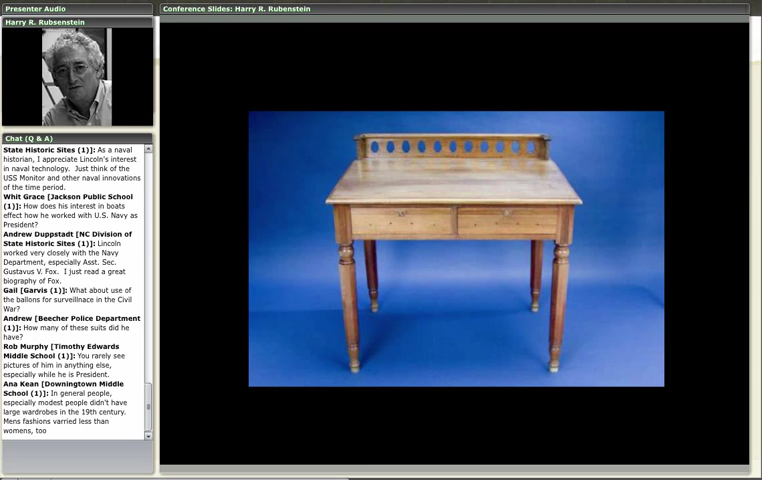 Presenter Audio
Conference Slides: Harry R. Rubenstein
Harry R. Rubsenstein
Chat (Q & A)
State Historic Sites (1)]: As a naval
historian, I appreciate Lincoln's interest
in naval technology.  Just think of the
USS Monitor and other naval innovations
of the time period.
Whit Grace [Jackson Public School
(1)]: How does his interest in boats
effect how he worked with U.S. Navy as
President?
Andrew Duppstadt [NC Division of
State Historic Sites (1)]: Lincoln
worked very closely with the Navy
Department, especially Asst. Sec.
Gustavus V. Fox.  I just read a great
biography of Fox.
Gail [Garvis (1)]: What about use of
the ballons for surveillnace in the Civil
War?
Andrew [Beecher Police Department
(1)]: How many of these suits did he
have?
Rob Murphy [Timothy Edwards
Middle School (1)]: You rarely see
pictures of him in anything else,
especially while he is President.
Ana Kean [Downingtown Middle
School (1)]: In general people,
especially modest people didn't have
large wardrobes in the 19th century.
Mens fashions varried less than
womens, too